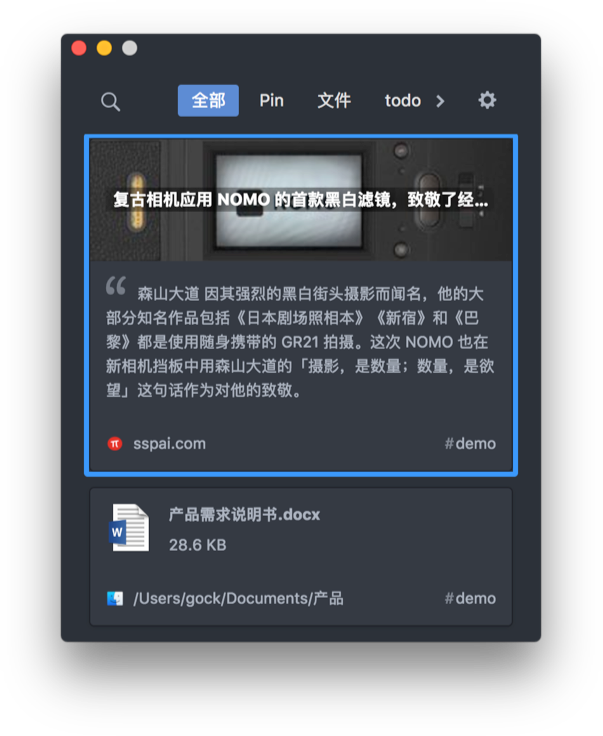 全部 Pin 文件 todo
复古相机应用 NOMO 的首款黑白滤镜，致敬了经...
森山大道 因其强烈的黑白街头摄影而闻名，他的大
部分知名作品包括《日本剧场照相本》《新宿》和《巴
黎》都是使用随身携带的 GR21 拍摄。这次 NOMO 也在
新相机挡板中用森山大道的「摄影，是数量；数量，是欲
望」这句话作为对他的致敬。
π sspai.com #demo
W 产品需求说明书.docx
28.6 KB
/Users/gock/Documents/产品 #demo